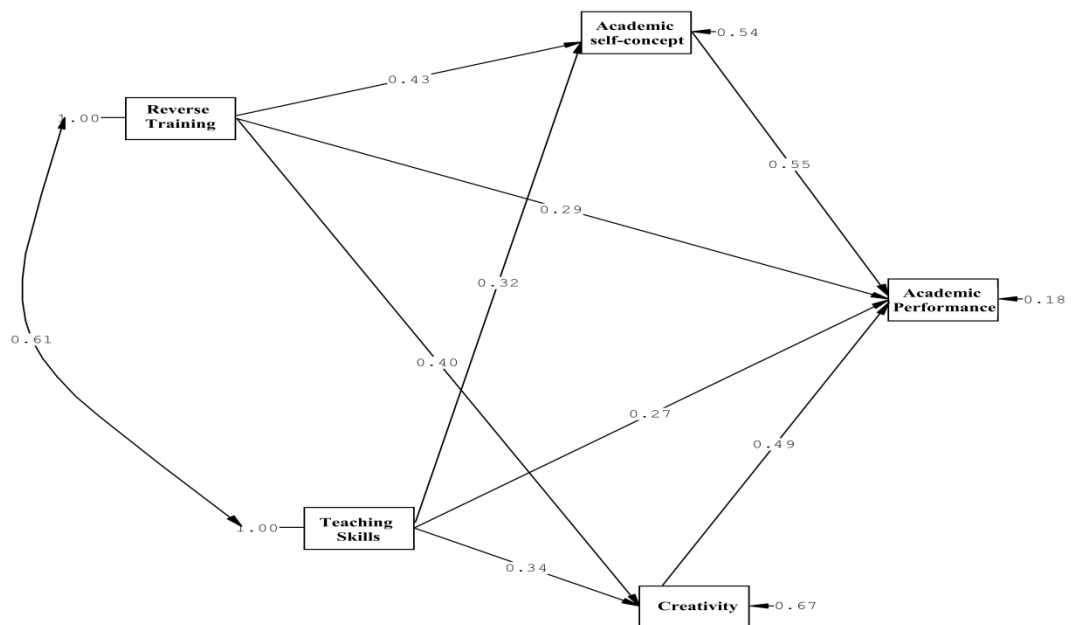 Academic
self-concept
0.54
0.43
Reverse
Training
1.00
0.55
0.29
0.32
Academic
Performance
0.18
0.61
0.40
0.27
0.49
Teaching
Skills
1.00
0.34
Creativity
0.67